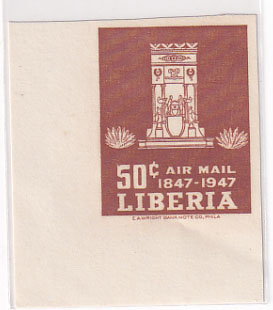 50¢ AIR MAIL
1847-1947
LIBERIA
E.A.WRIGHT BANK NOTE CO., PHILA